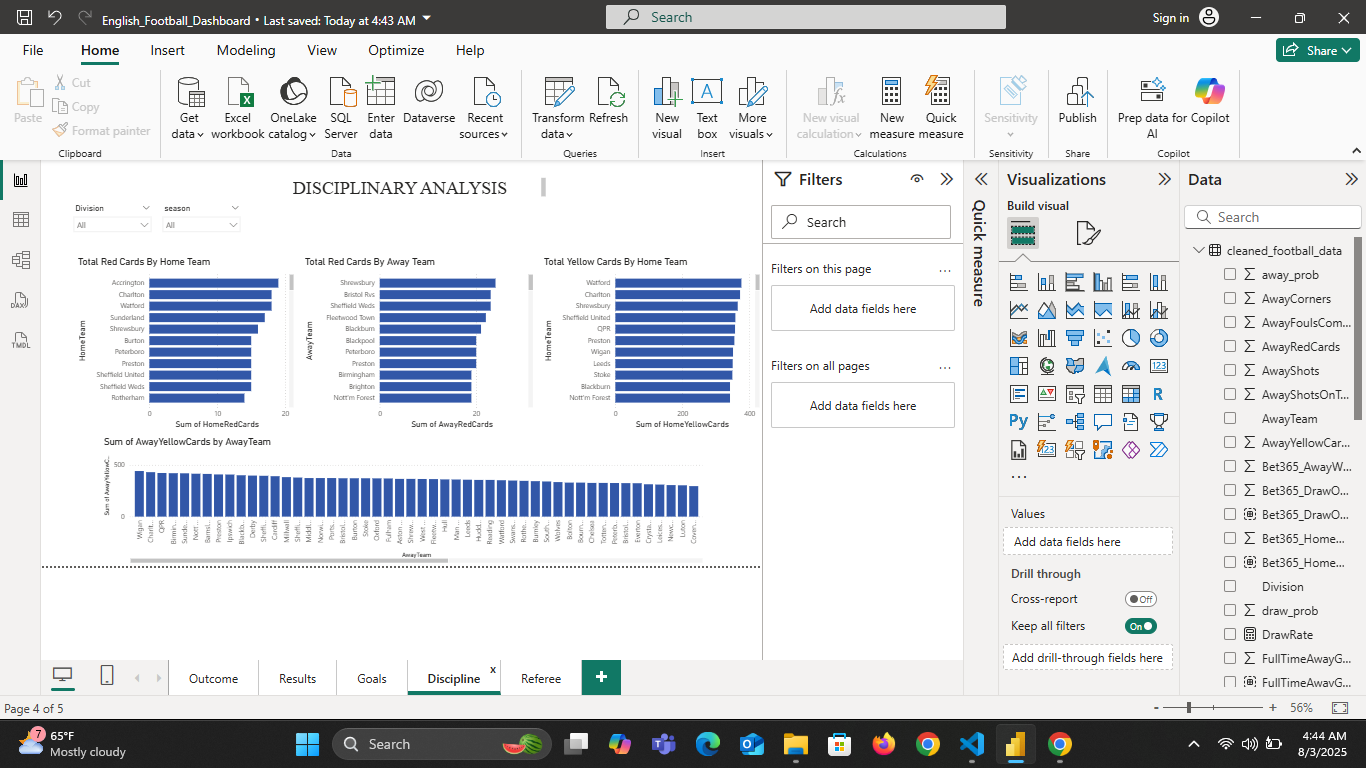 English_Football_Dashboard • Last saved: Today at 4:43 AM
Search
Sign in
File Home Insert Modeling View Optimize Help
Share
Paste
Cut
Copy
Format painter
Clipboard
Get data
Excel workbook
OneLake catalog
SQL Server
Enter data
Dataverse
Recent sources
Data
Transform data
Refresh
Queries
New visual
Text box
More visuals
Insert
New visual calculation
New measure
Quick measure
Calculations
Sensitivity
Sensitivity
Publish
Share
Prep data for AI
Copilot
Copilot
DISCIPLINARY ANALYSIS
Division
All
season
All
Total Red Cards By Home Team
HomeTeam
Accrington
Charlton
Watford
Sunderland
Shrewsbury
Burton
Peterboro
Preston
Sheffield United
Sheffield Weds
Rotherham
0 10 20
Sum of HomeRedCards
Total Red Cards By Away Team
AwayTeam
Shrewsbury
Bristol Rvs
Sheffield Weds
Fleetwood Town
Blackburn
Blackpool
Peterboro
Preston
Birmingham
Brighton
Nott'm Forest
0 20
Sum of AwayRedCards
Total Yellow Cards By Home Team
HomeTeam
Watford
Charlton
Shrewsbury
Sheffield United
QPR
Preston
Wigan
Leeds
Stoke
Blackburn
Nott'm Forest
0 200 400
Sum of HomeYellowCards
Sum of AwayYellowCards by AwayTeam
Sum of AwayYellowC...
500
0
Wigan
Charlt...
QPR
Birmin...
Sunde...
Nott'...
Barnsl...
Preston
Ipswich
Blackb...
Derby
Sheffi...
Cardiff
Millwall
Sheffi...
Middl...
Norwi...
Ports...
Bristol...
Burton
Stoke
Oxford
Fulham
Aston...
Shrew...
West...
Fleetw...
Hull
Man ...
Leeds
Hudd...
Reading
Watford
Swans...
Rothe...
Burnley
South...
Wolves
Bolton
Bourn...
Chelsea
Totten...
Peterb...
Bristol...
Everton
Crysta...
Leices...
Newc...
Luton
Coven...
AwayTeam
Filters
Search
Filters on this page
Add data fields here
Filters on all pages
Add data fields here
Quick measure
Visualizations
Build visual
Values
Add data fields here
Drill through
Cross-report
Off
Keep all filters
On
Add drill-through fields here
Data
Search
cleaned_football_data
away_prob
AwayCorners
AwayFoulsCom...
AwayRedCards
AwayShots
AwayShotsOnT...
AwayTeam
AwayYellowCar...
Bet365_AwayW...
Bet365_DrawO...
Bet365_DrawO...
Bet365_Home...
Bet365_Home...
Division
draw_prob
DrawRate
FullTimeAwayG...
FullTimeAwayG...
DAX
TMDL
Outcome Results Goals Discipline x Referee +
Page 4 of 5
- + 56%
7
65°F
Mostly cloudy
Search
4:44 AM
8/3/2025